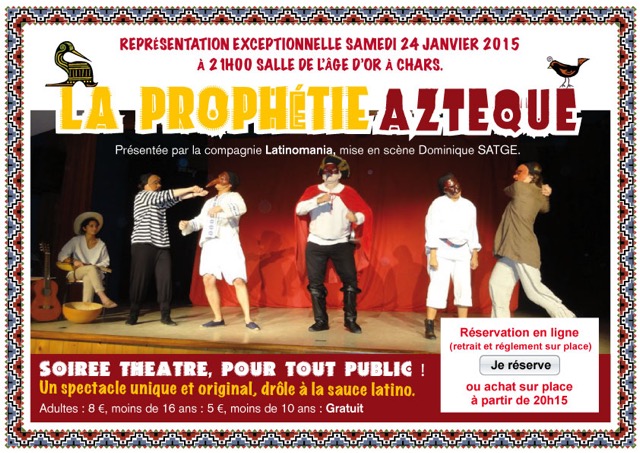 REPRÉSENTATION EXCEPTIONNELLE SAMEDI 24 JANVIER 2015
À 21H00 SALLE DE L'ÂGE D'OR À CHARS.
LA PROPHÉTIE AZTEQUE
Présentée par la compagnie Latinomania, mise en scène Dominique SATGE.
SOIREE THEATRE, POUR TOUT PUBLIC !
Un spectacle unique et original, drôle à la sauce latino.
Adultes : 8 €, moins de 16 ans : 5 €, moins de 10 ans : Gratuit
Réservation en ligne
(retrait et réglement sur place)
Je réserve
ou achat sur place
à partir de 20h15